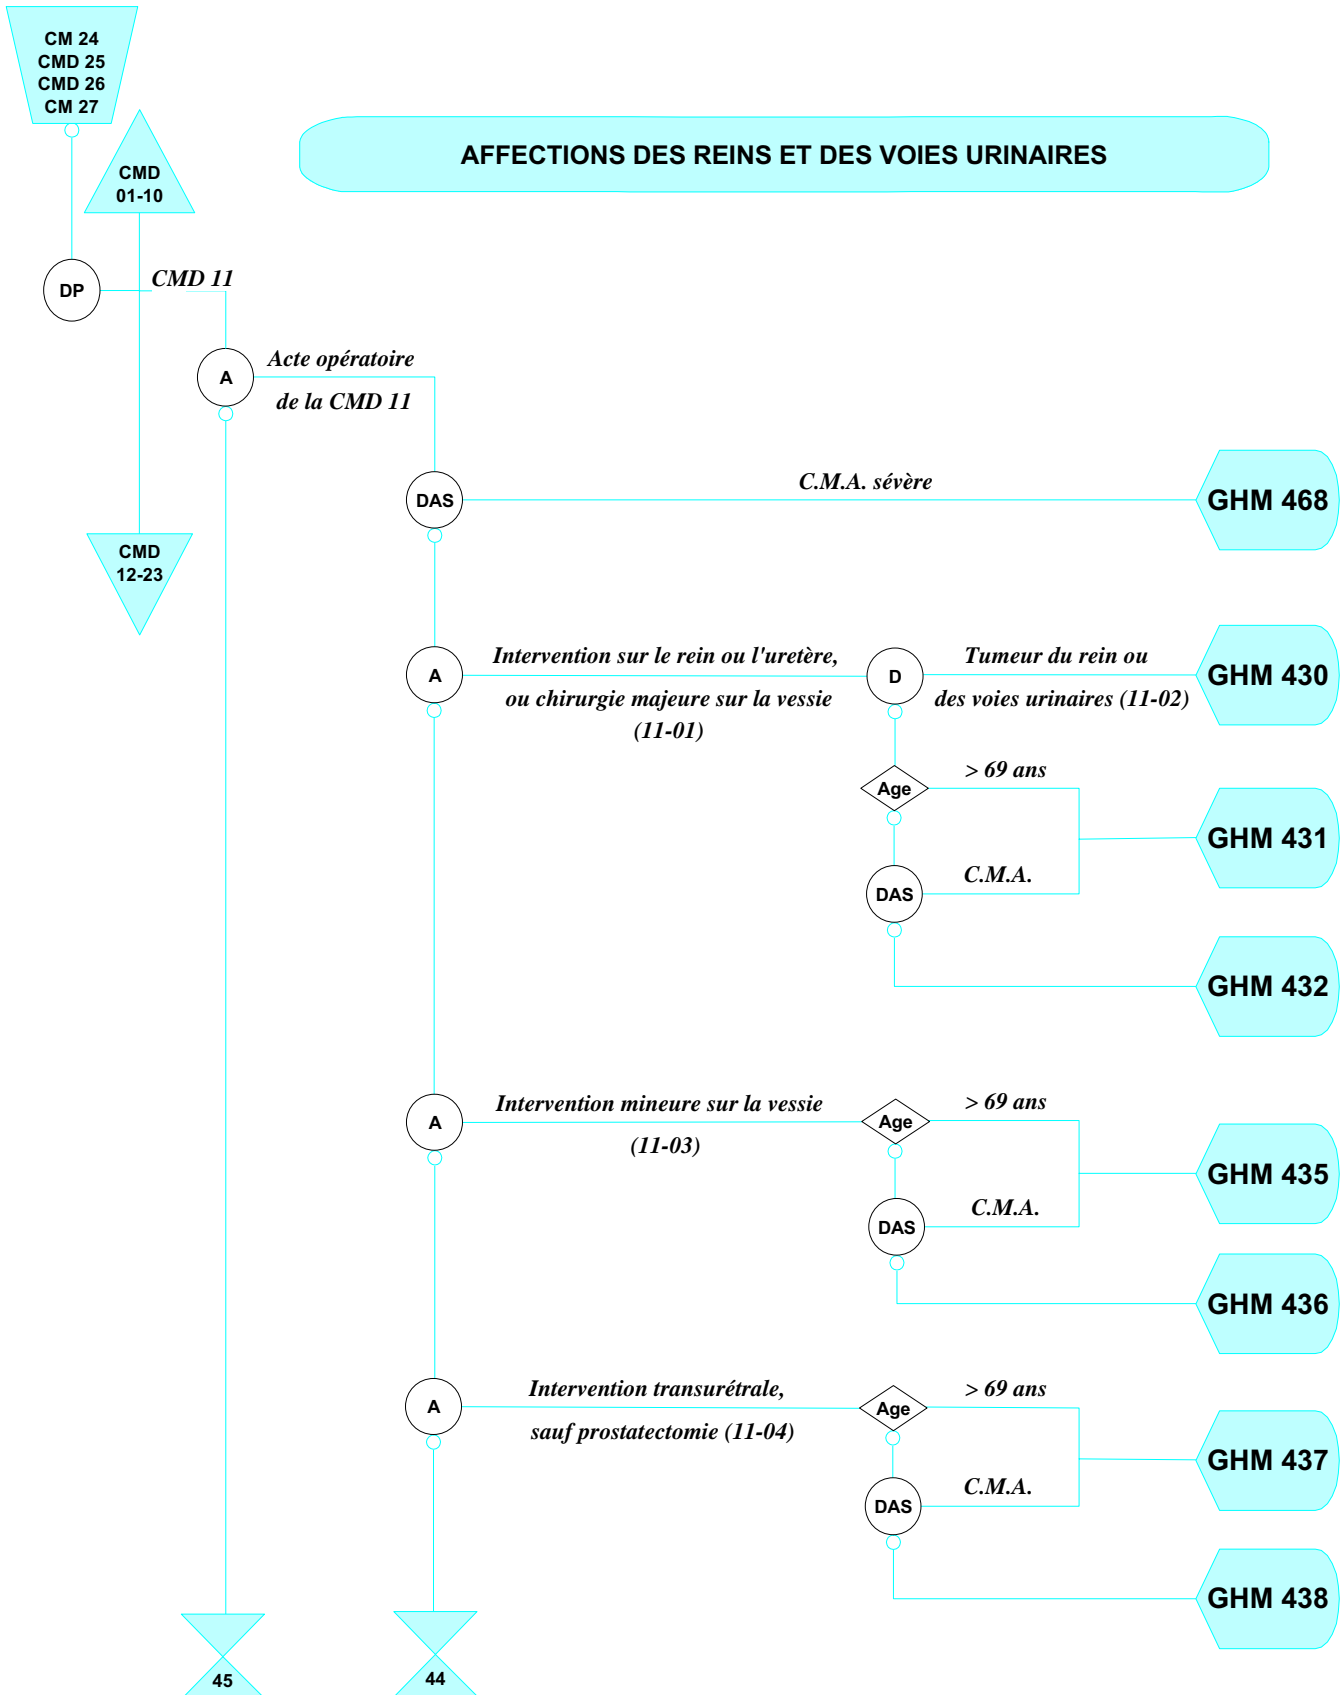 CM 24
CMD 25
CMD 26
CM 27
CMD
01-10
AFFECTIONS DES REINS ET DES VOIES URINAIRES
DP
CMD 11
A
Acte opératoire
de la CMD 11
DAS
C.M.A. sévère
GHM 468
CMD
12-23
A
Intervention sur le rein ou l'uretère,
ou chirurgie majeure sur la vessie
(11-01)
D
Tumeur du rein ou
des voies urinaires (11-02)
GHM 430
Age
> 69 ans
GHM 431
DAS
C.M.A.
GHM 432
A
Intervention mineure sur la vessie
(11-03)
Age
> 69 ans
GHM 435
DAS
C.M.A.
GHM 436
A
Intervention transurétrale,
sauf prostatectomie (11-04)
Age
> 69 ans
GHM 437
DAS
C.M.A.
GHM 438
45
44